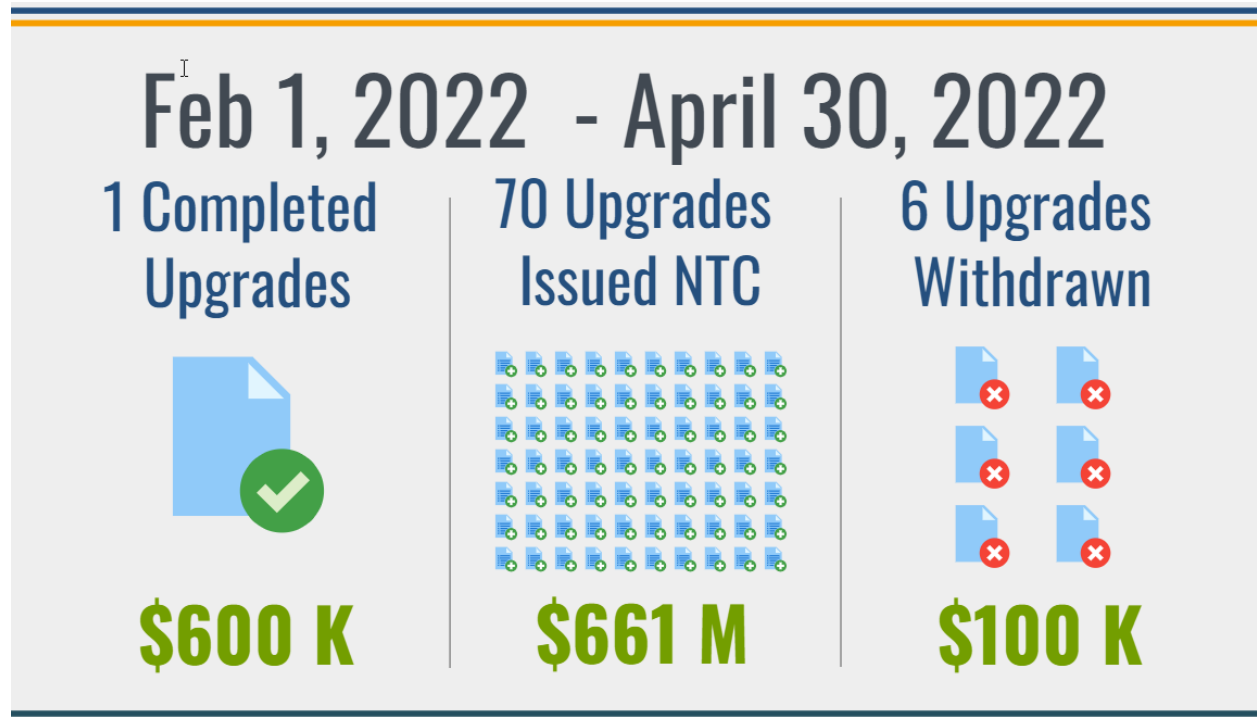 Feb 1, 2022 - April 30, 2022
1 Completed
Upgrades
$600 K
70 Upgrades
Issued NTC
$661 M
6 Upgrades
Withdrawn
$100 K